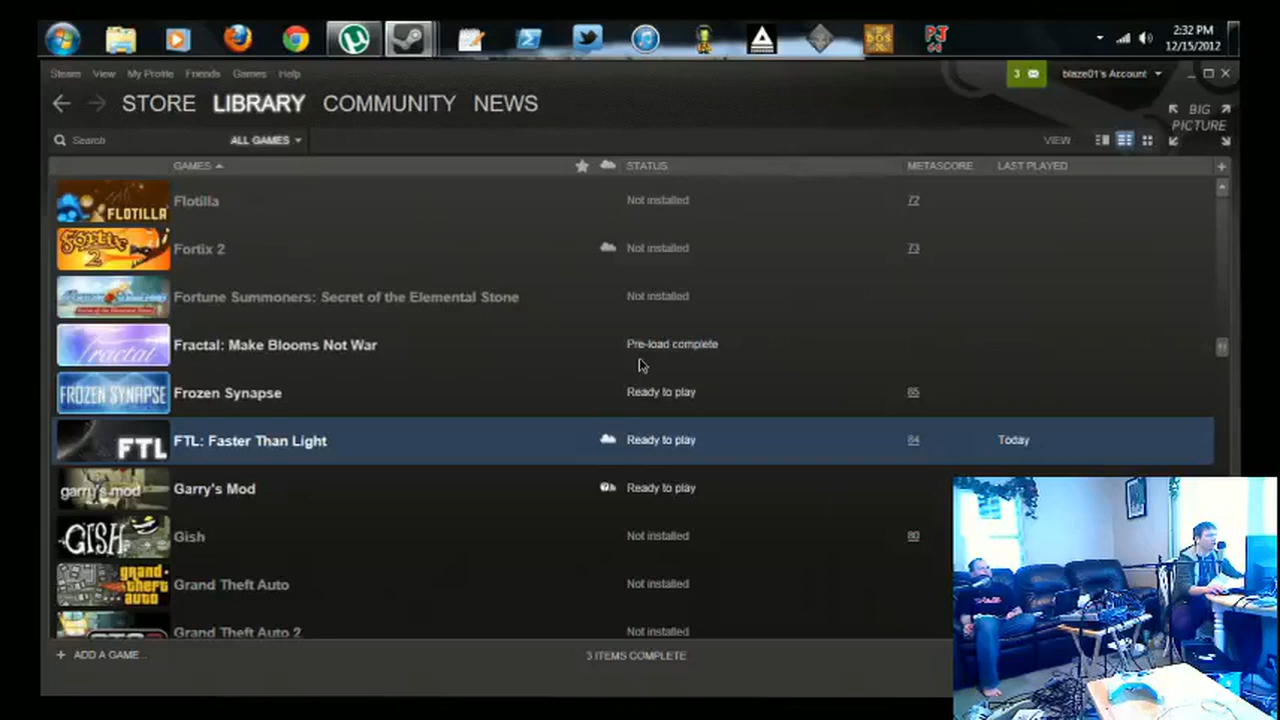 2:32 PM
12/15/2012
Steam View My Profile Friends Games Help
3 blaze01's Account
STORE LIBRARY COMMUNITY NEWS
BIG PICTURE
Search ALL GAMES VIEW
GAMES STATUS METASCORE LAST PLAYED
FLOTILLA Flotilla Not installed 72
Fortix 2 Fortix 2 Not installed 73
Fortune Summoners: Secret of the Elemental Stone Not installed
fractal Fractal: Make Blooms Not War Pre-load complete
FROZEN SYNAPSE Frozen Synapse Ready to play 85
FTL FTL: Faster Than Light Ready to play 84 Today
garry's mod Garry's Mod Ready to play
GISH Gish Not installed 80
grand theft auto Grand Theft Auto Not installed
Grand Theft Auto 2 Not installed
+ ADD A GAME... 3 ITEMS COMPLETE